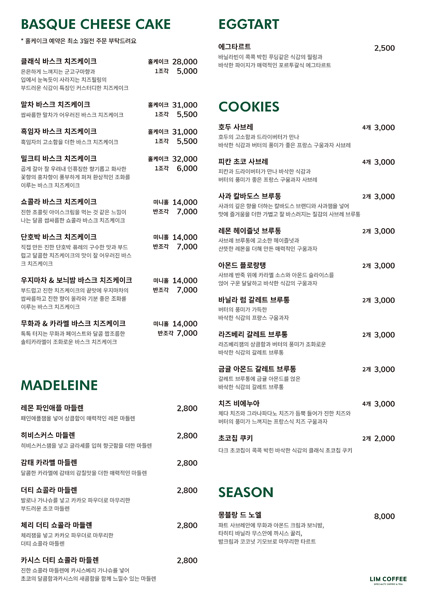 BASQUE CHEESE CAKE
* 홀케이크 예약은 최소 3일전 주문 부탁드려요
클래식 바스크 치즈케이크 홀케이크 28,000
은은하게 느껴지는 군고구마향과 1조각 5,000
입에서 눈녹듯이 사라지는 치즈필링의
부드러운 식감이 특징인 커스터디한 치즈케이크
말차 바스크 치즈케이크 홀케이크 31,000
쌉싸름한 말차가 어우러진 치즈케이크 1조각 5,500
흑임자 바스크 치즈케이크 홀케이크 31,000
흑임자의 고소함을 더한 바스크 치즈케이크 1조각 5,500
밀크티 바스크 치즈케이크 홀케이크 32,000
곱게 갈아 잘 우려내 인퓨징한 향기롭고 화사한 1조각 6,000
꽃향의 홍차향이 풍부하게 퍼져 환상적인 조화를
이루는 바스크 치즈케이크
쇼콜라 바스크 치즈케이크 미니홀 14,000
진한 초콜릿 아이스크림을 먹는 것 같은 느낌이 반조각 7,000
나는 달콤 쌉싸름한 쇼콜라 바스크 치즈케이크
단호박 바스크 치즈케이크 미니홀 14,000
직접 만든 진한 단호박 퓨레의 구수한 맛과 부드 반조각 7,000
럽고 달콤한 치즈케이크의 맛이 잘 어우러진 바스
크 치즈케이크
우지마차 & 보늬밤 바스크 치즈케이크 미니홀 14,000
부드럽고 진한 치즈케이크의 끝맛에 우지마차의 반조각 7,000
쌉싸름하고 진한 향이 올라와 기분 좋은 조화를
이루는 바스크 치즈케이크
무화과 & 카라멜 바스크 치즈케이크 미니홀 14,000
톡톡 터지는 무화과 페이스트와 달콤 짭조름한 반조각 7,000
솔티카라멜이 조화로운 바스크 치즈케이크
MADELEINE
레몬 파인애플 마들렌 2,800
파인애플잼을 넣어 상큼함이 매력적인 레몬 마들렌
히비스커스 마들렌 2,800
히비스커스잼을 넣고 글라세를 입혀 향긋함을 더한 마들렌
감태 카라멜 마들렌 2,800
달콤한 카라멜에 감태의 감칠맛을 더한 매력적인 마들렌
더티 쇼콜라 마들렌 2,800
발로나 가나슈를 넣고 카카오 파우더로 마무리한
부드러운 초코 마들렌
체리 더티 쇼콜라 마들렌 2,800
체리잼을 넣고 카카오 파우더로 마무리한
더티 쇼콜라 마들렌
카시스 더티 쇼콜라 마들렌 2,800
진한 쇼콜라 마들렌에 카시스베리 가나슈를 넣어
초코의 달콤함과카시스의 새콤함을 함께 느낄수 있는 마들렌
EGGTART
에그타르트 2,500
바닐라빈이 콕콕 박힌 푸딩같은 식감의 필링과
바삭한 파이지가 매력적인 포르투갈식 에그타르트
COOKIES
호두 사브레 4개 3,000
호두의 고소함과 드라이버터가 만나
바삭한 식감과 버터의 풍미가 좋은 프랑스 구움과자 사브레
피칸 초코 사브레 4개 3,000
피칸과 드라이버터가 만나 바삭한 식감과
버터의 풍미가 좋은 프랑스 구움과자 사브레
사과 칼바도스 브루통 2개 3,000
사과의 깊은 향을 더하는 칼바도스 브랜디와 사과잼을 넣어
맛에 즐거움을 더한 가볍고 잘 바스러지는 질감의 사브레 브루통
레몬 헤이즐넛 브루통 2개 3,000
사브레 브루통에 고소한 헤이즐넛과
산뜻한 레몬을 더해 만든 매력적인 구움과자
아몬드 플로랑탱 2개 3,000
사브레 반죽 위에 카라멜 소스와 아몬드 슬라이스를
얹어 구운 달달하고 바삭한 식감의 구움과자
바닐라 럼 갈레트 브루통 2개 3,000
버터의 풍미가 가득한
바삭한 식감의 프랑스 구움과자
라즈베리 갈레트 브루통 2개 3,000
라즈베리잼의 상큼함과 버터의 풍미가 조화로운
바삭한 식감의 갈레트 브루통
곰귤 아몬드 갈레트 브루통 2개 3,000
갈레트 브루통에 금귤 아몬드를 얹은
바삭한 식감의 갈레트 브루통
치즈 비에누아 4개 3,000
체다 치즈와 그라나파다노 치즈가 듬뿍 들어가 진한 치즈와
버터의 풍미가 느껴지는 프랑스식 치즈 구움과자
초코칩 쿠키 2개 2,000
다크 초코칩이 콕콕 박힌 바삭한 식감의 클래식 초코칩 쿠키
SEASON
몽블랑 드 노엘 8,000
파트 사브레안에 무화과 아몬드 크림과 보늬밤,
타히티 바닐라 무스안에 까시스 꿀리,
밤크림과 코코넛 기모브로 마무리한 타르트
LIM COFFEE